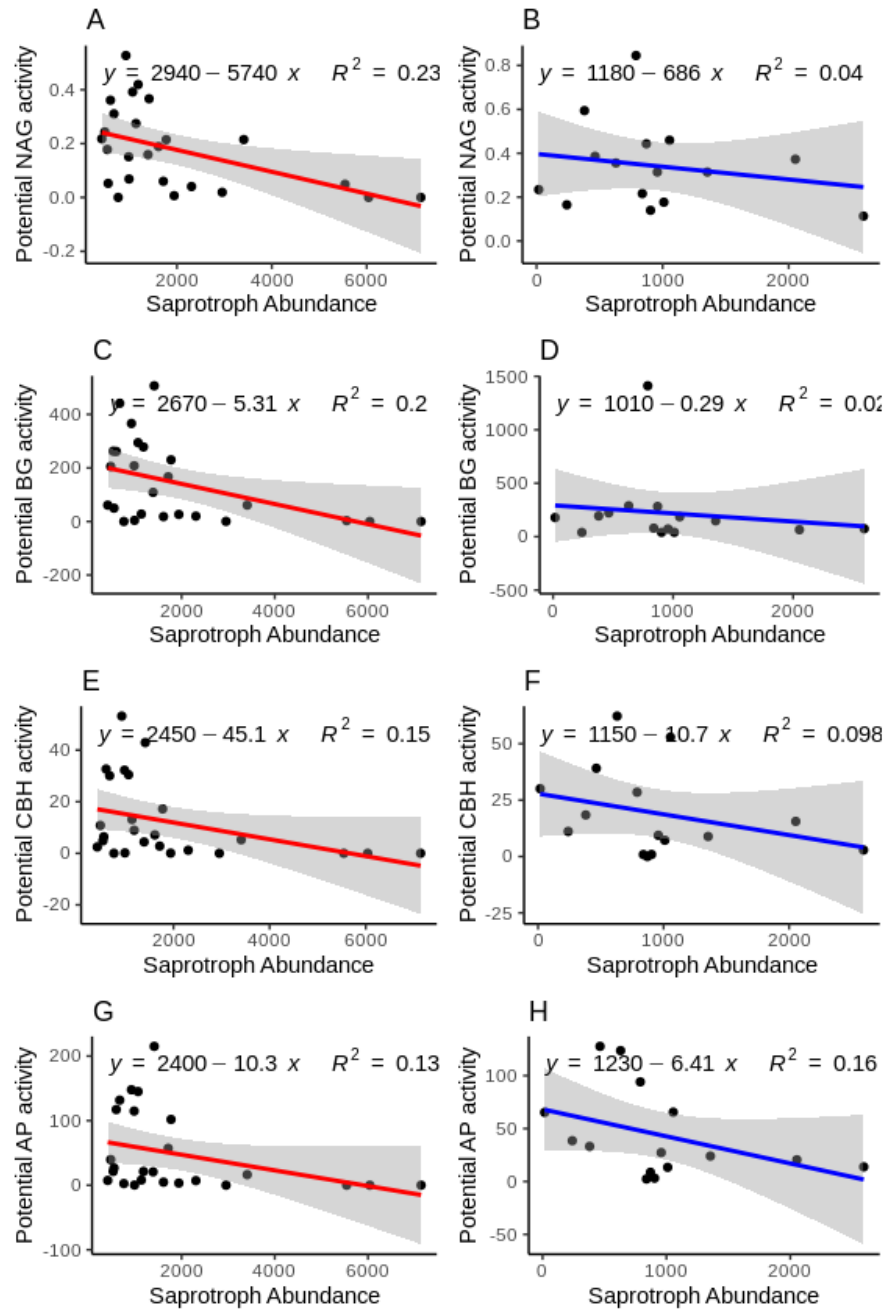 A
y = 2940 − 5740 x R² = 0.23
Potential NAG activity
0.4
0.2
0.0
-0.2
2000 4000 6000
Saprotroph Abundance
B
y = 1180 − 686 x R² = 0.04
Potential NAG activity
0.8
0.6
0.4
0.2
0.0
0 1000 2000
Saprotroph Abundance
C
y = 2670 − 5.31 x R² = 0.2
Potential BG activity
400
200
0
-200
2000 4000 6000
Saprotroph Abundance
D
y = 1010 − 0.29 x R² = 0.02
Potential BG activity
1500
1000
500
0
-500
0 1000 2000
Saprotroph Abundance
E
y = 2450 − 45.1 x R² = 0.15
Potential CBH activity
40
20
0
-20
2000 4000 6000
Saprotroph Abundance
F
y = 1150 − 10.7 x R² = 0.098
Potential CBH activity
50
25
0
-25
0 1000 2000
Saprotroph Abundance
G
y = 2400 − 10.3 x R² = 0.13
Potential AP activity
200
100
0
-100
2000 4000 6000
Saprotroph Abundance
H
y = 1230 − 6.41 x R² = 0.16
Potential AP activity
100
50
0
-50
0 1000 2000
Saprotroph Abundance